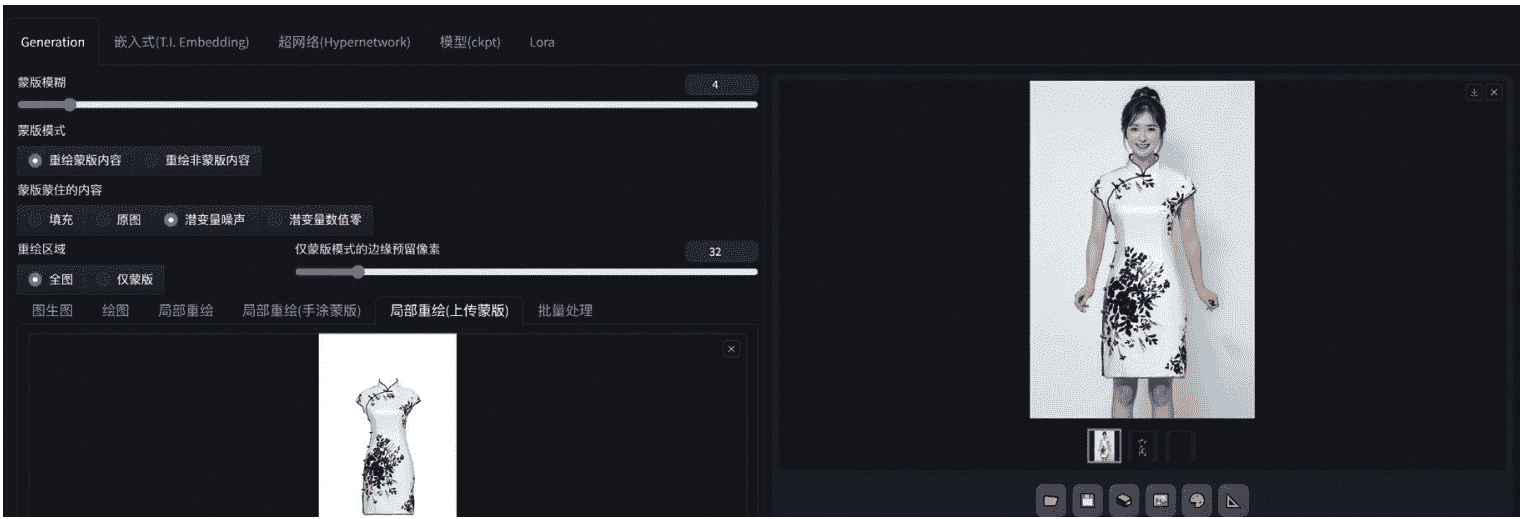 Generation 嵌入式(T.I. Embedding) 超网络(Hypernetwork) 模型(ckpt) Lora
蒙版模糊 4
蒙版模式
重绘蒙版内容 重绘非蒙版内容
蒙版蒙住的内容
填充 原图 潜变量噪声 潜变量数值零
重绘区域 仅蒙版模式的边缘预留像素 32
全图 仅蒙版
图生图 绘图 局部重绘 局部重绘(手涂蒙版) 局部重绘(上传蒙版) 批量处理